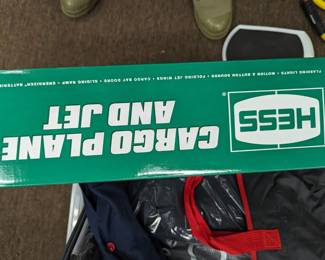 HESS®
CARGO PLANE
AND JET
FLASHING LIGHTS • MOTION & BUTTON SOUNDS • FOLDING JET WINGS • CARGO BAY DOORS • SLIDING RAMP • ENERGIZER® BATTERIES